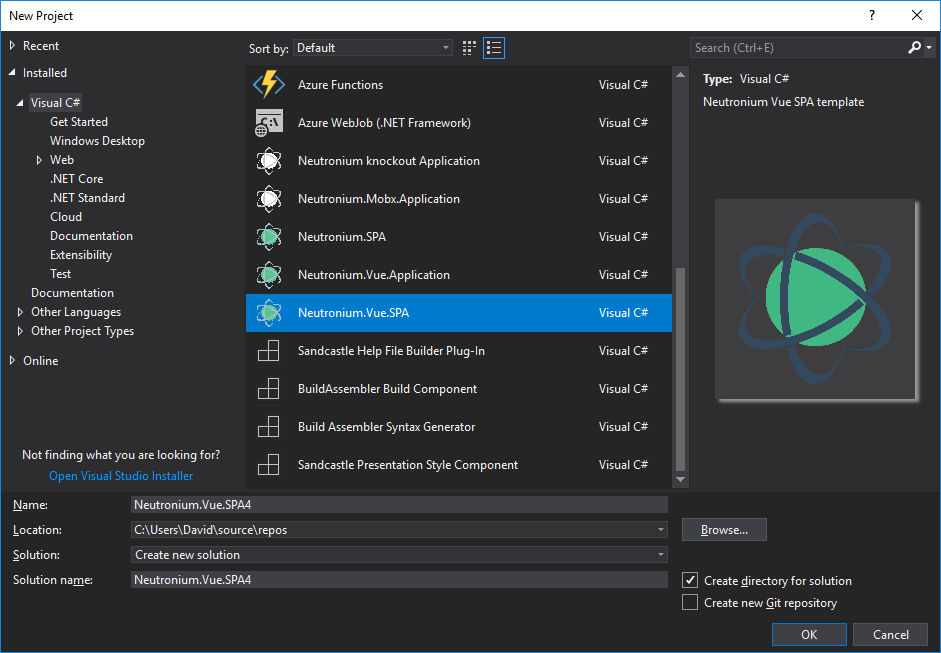 New Project
?
Recent
Installed
Visual C#
Get Started
Windows Desktop
Web
.NET Core
.NET Standard
Cloud
Documentation
Extensibility
Test
Documentation
Other Languages
Other Project Types
Online
Not finding what you are looking for?
Open Visual Studio Installer
Sort by: Default
Azure Functions Visual C#
C:\ Azure WebJob (.NET Framework) Visual C#
Neutronium knockout Application Visual C#
Neutronium.Mobx.Application Visual C#
Neutronium.SPA Visual C#
Neutronium.Vue.Application Visual C#
Neutronium.Vue.SPA Visual C#
Sandcastle Help File Builder Plug-In Visual C#
BuildAssembler Build Component Visual C#
Build Assembler Syntax Generator Visual C#
Sandcastle Presentation Style Component Visual C#
Search (Ctrl+E)
Type: Visual C#
Neutronium Vue SPA template
Name: Neutronium.Vue.SPA4
Location: C:\Users\David\source\repos
Browse...
Solution: Create new solution
Solution name: Neutronium.Vue.SPA4
Create directory for solution
Create new Git repository
OK Cancel